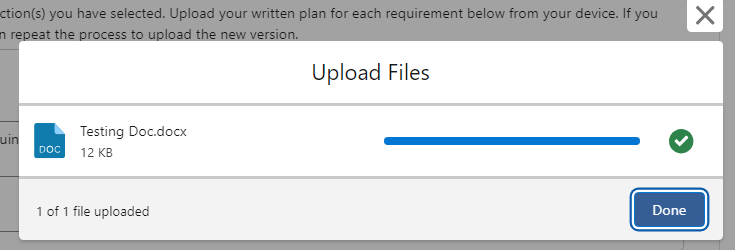 ction(s) you have selected. Upload your written plan for each requirement below from your device. If you
n repeat the process to upload the new version.
Upload Files
uin
DOC
Testing Doc.docx
12 KB
1 of 1 file uploaded
Done